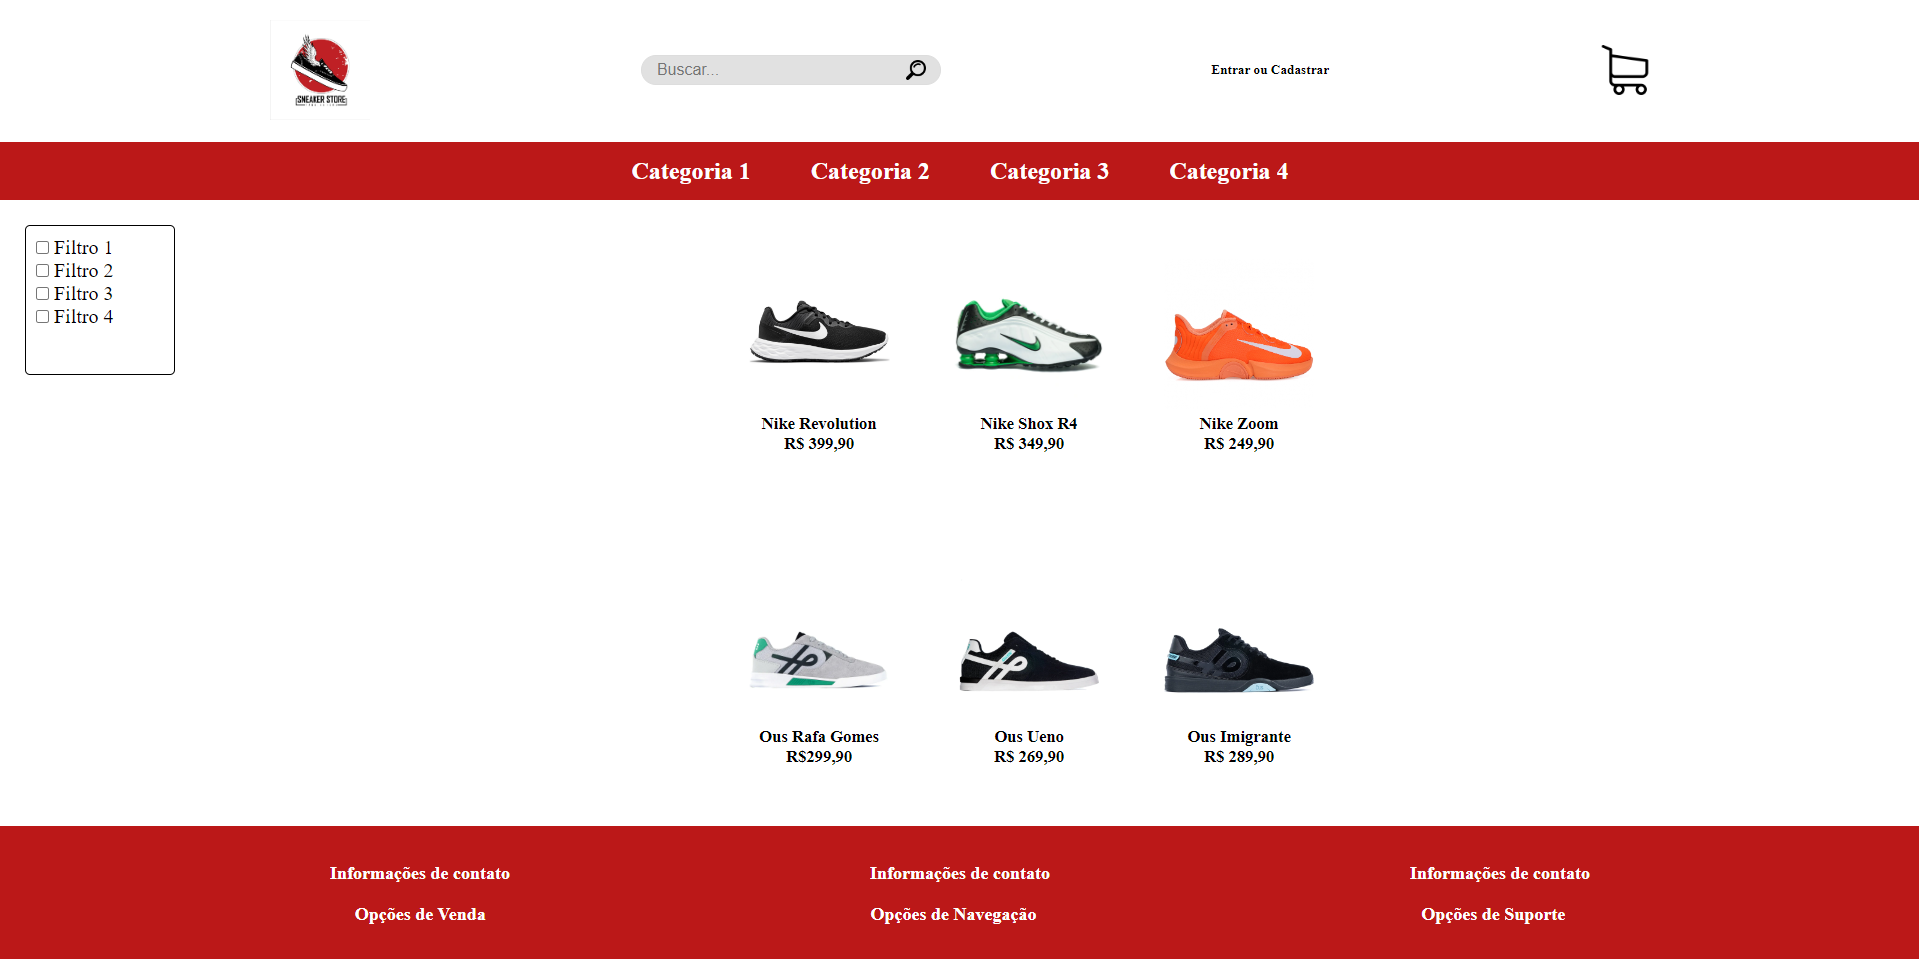 SNEAKER STORE
Buscar...
Entrar ou Cadastrar
Categoria 1
Categoria 2
Categoria 3
Categoria 4
Filtro 1
Filtro 2
Filtro 3
Filtro 4
Nike Revolution
R$ 399,90
Nike Shox R4
R$ 349,90
Nike Zoom
R$ 249,90
Ous Rafa Gomes
R$299,90
Ous Ueno
R$ 269,90
Ous Imigrante
R$ 289,90
Informações de contato
Opções de Venda
Informações de contato
Opções de Navegação
Informações de contato
Opções de Suporte